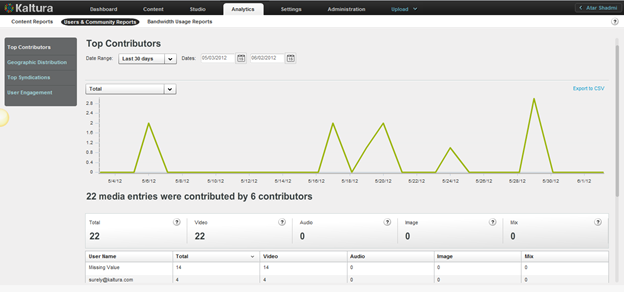 Kaltura Dashboard Content Studio Analytics Settings Administration Upload < Atar Shadmi
Content Reports Users & Community Reports Bandwidth Usage Reports ?
Top Contributors
Geographic Distribution
Top Syndications
User Engagement
Top Contributors
Date Range: Last 30 days Dates: 05/03/2012 06/02/2012
Total Export to CSV
2.8
2.4
2
1.6
1.2
0.8
0.4
0
5/4/12 5/6/12 5/8/12 5/10/12 5/12/12 5/14/12 5/16/12 5/18/12 5/20/12 5/22/12 5/24/12 5/26/12 5/28/12 5/30/12 6/1/12
22 media entries were contributed by 6 contributors
Total ? Video ? Audio ? Image ? Mix ?
22 22 0 0 0
User Name Total Video Audio Image Mix
Missing Value 14 14 0 0 0
surely@kaltura.com 4 4 0 0 0